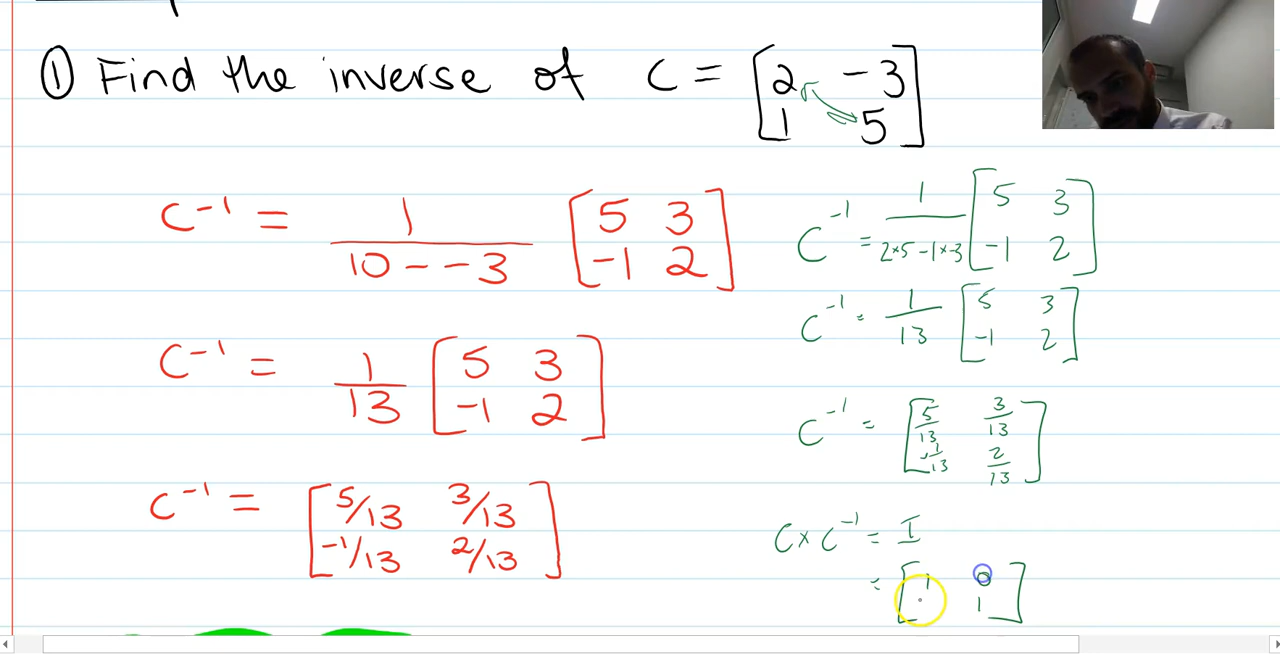 ① Find the inverse of C = [2 -3
1 5]
C⁻¹ = 1/(10 - -3) [5 3
-1 2]
C⁻¹ = 1/13 [5 3
-1 2]
C⁻¹ = [5/13 3/13
-1/13 2/13]
C⁻¹ = 1/(2×5-1×-3) [5 3
-1 2]
C⁻¹ = 1/13 [5 3
-1 2]
C⁻¹ = [5/13 3/13
-1/13 2/13]
C × C⁻¹ = I
= [1 0
1]